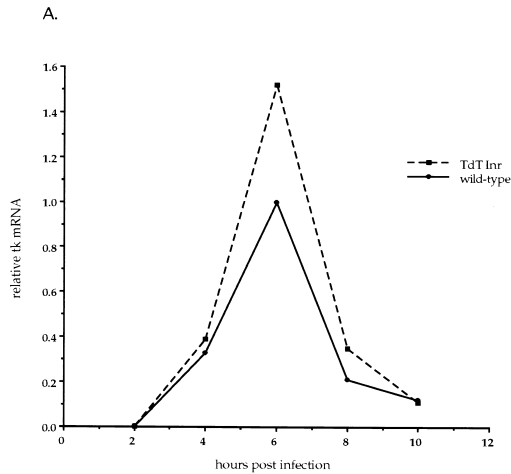 A.
1.6
1.4
1.2
1.0
0.8
0.6
0.4
0.2
0.0
relative tk mRNA
0 2 4 6 8 10 12
hours post infection
TdT Inr
wild-type